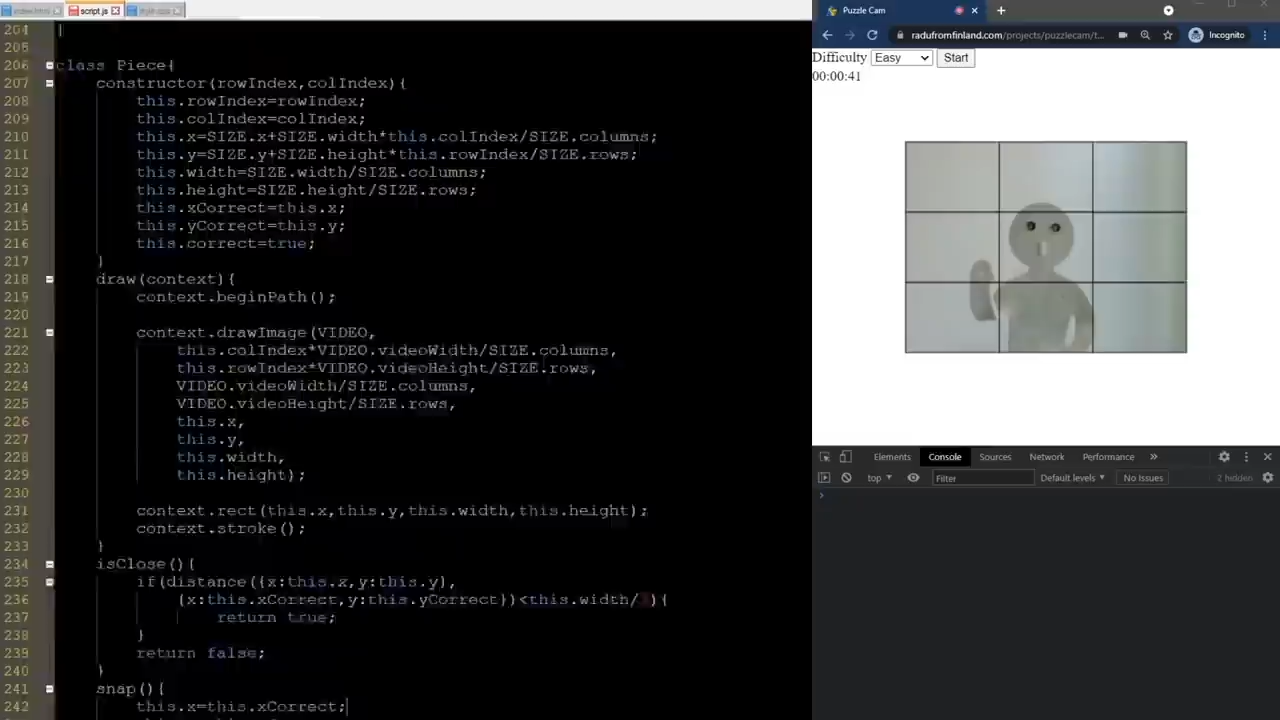 index.html script.js style.css
204
205
206 class Piece{
207 constructor(rowIndex,colIndex){
208 this.rowIndex=rowIndex;
209 this.colIndex=colIndex;
210 this.x=SIZE.x+SIZE.width*this.colIndex/SIZE.columns;
211 this.y=SIZE.y+SIZE.height*this.rowIndex/SIZE.rows;
212 this.width=SIZE.width/SIZE.columns;
213 this.height=SIZE.height/SIZE.rows;
214 this.xCorrect=this.x;
215 this.yCorrect=this.y;
216 this.correct=true;
217 }
218 draw(context){
219 context.beginPath();
220
221 context.drawImage(VIDEO,
222 this.colIndex*VIDEO.videoWidth/SIZE.columns,
223 this.rowIndex*VIDEO.videoHeight/SIZE.rows,
224 VIDEO.videoWidth/SIZE.columns,
225 VIDEO.videoHeight/SIZE.rows,
226 this.x,
227 this.y,
228 this.width,
229 this.height);
230
231 context.rect(this.x,this.y,this.width,this.height);
232 context.stroke();
233 }
234 isClose(){
235 if(distance({x:this.x,y:this.y},
236 {x:this.xCorrect,y:this.yCorrect})<this.width/ ){
237 return true;
238 }
239 return false;
240 }
241 snap(){
242 this.x=this.xCorrect;
Puzzle Cam
radufromfinland.com/projects/puzzlecam/t... Incognito
Difficulty Easy Start
00:00:41
Elements Console Sources Network Performance »
top Filter Default levels No Issues 2 hidden